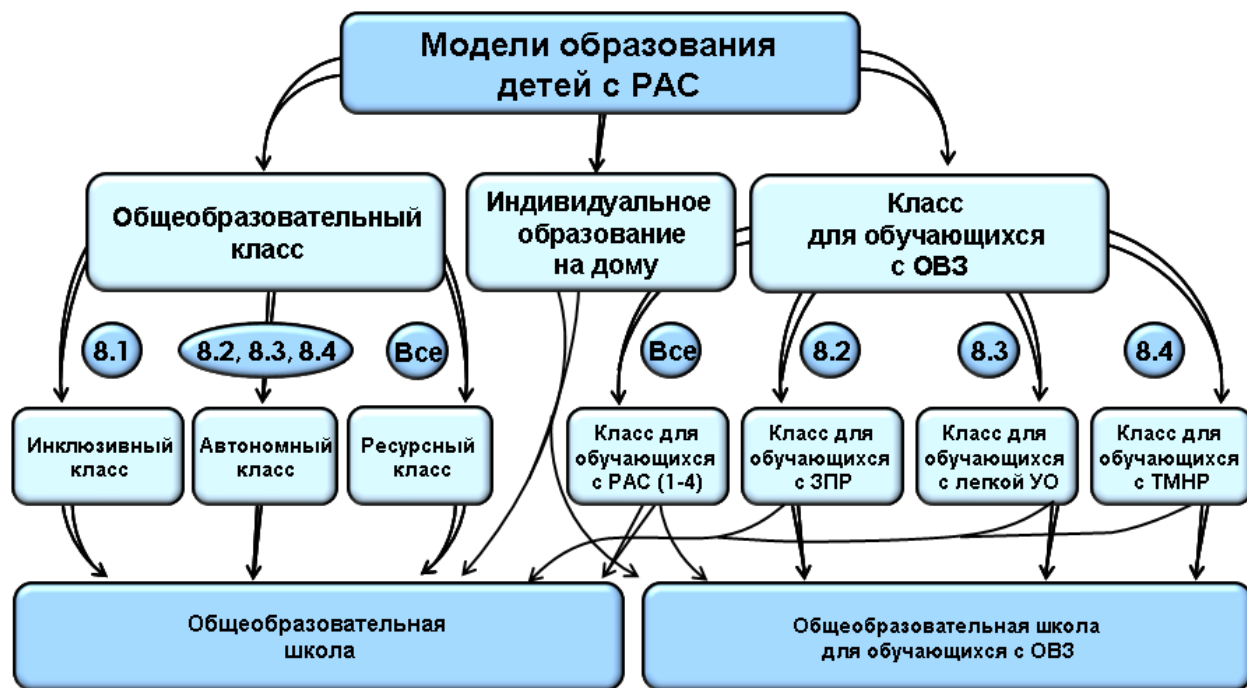 Модели образования
детей с РАС
Общеобразовательный
класс
Индивидуальное
образование
на дому
Класс
для обучающихся
с ОВЗ
8.1
8.2, 8.3, 8.4
Все
Все
8.2
8.3
8.4
Инклюзивный
класс
Автономный
класс
Ресурсный
класс
Класс для
обучающихся
с РАС (1-4)
Класс для
обучающихся
с ЗПР
Класс для
обучающихся
с легкой УО
Класс для
обучающихся
с ТМНР
Общеобразовательная
школа
Общеобразовательная школа
для обучающихся с ОВЗ